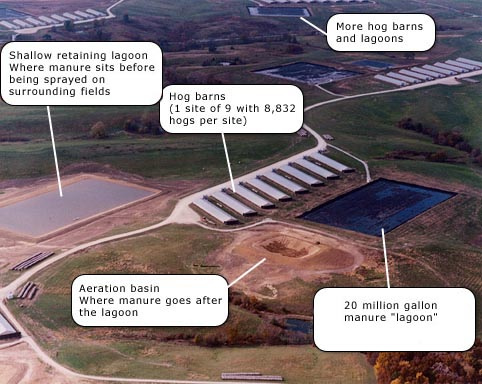 More hog barns
and lagoons
Shallow retaining lagoon
Where manure sits before
being sprayed on
surrounding fields
Hog barns
(1 site of 9 with 8,832
hogs per site)
Aeration basin
Where manure goes after
the lagoon
20 million gallon
manure "lagoon"